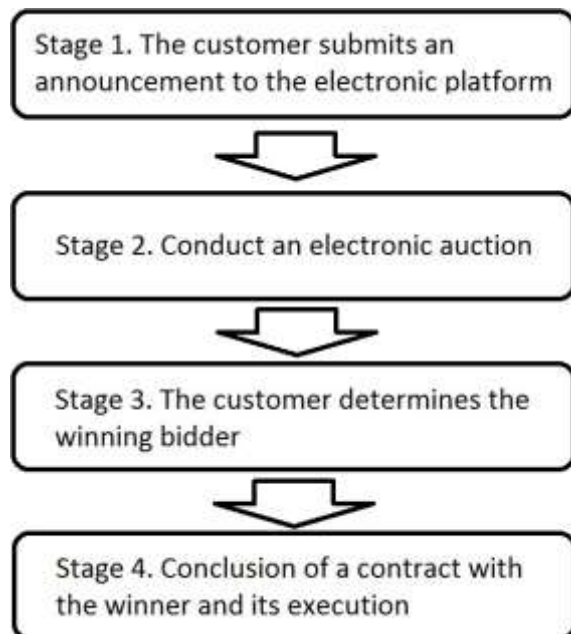 Stage 1. The customer submits an
announcement to the electronic platform
Stage 2. Conduct an electronic auction
Stage 3. The customer determines the
winning bidder
Stage 4. Conclusion of a contract with
the winner and its execution